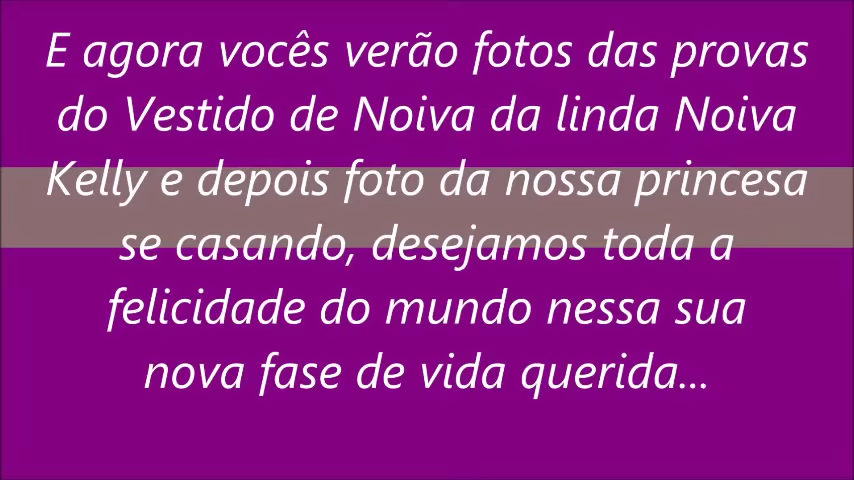 E agora vocês verão fotos das provas
do Vestido de Noiva da linda Noiva
Kelly e depois foto da nossa princesa
se casando, desejamos toda a
felicidade do mundo nessa sua
nova fase de vida querida...